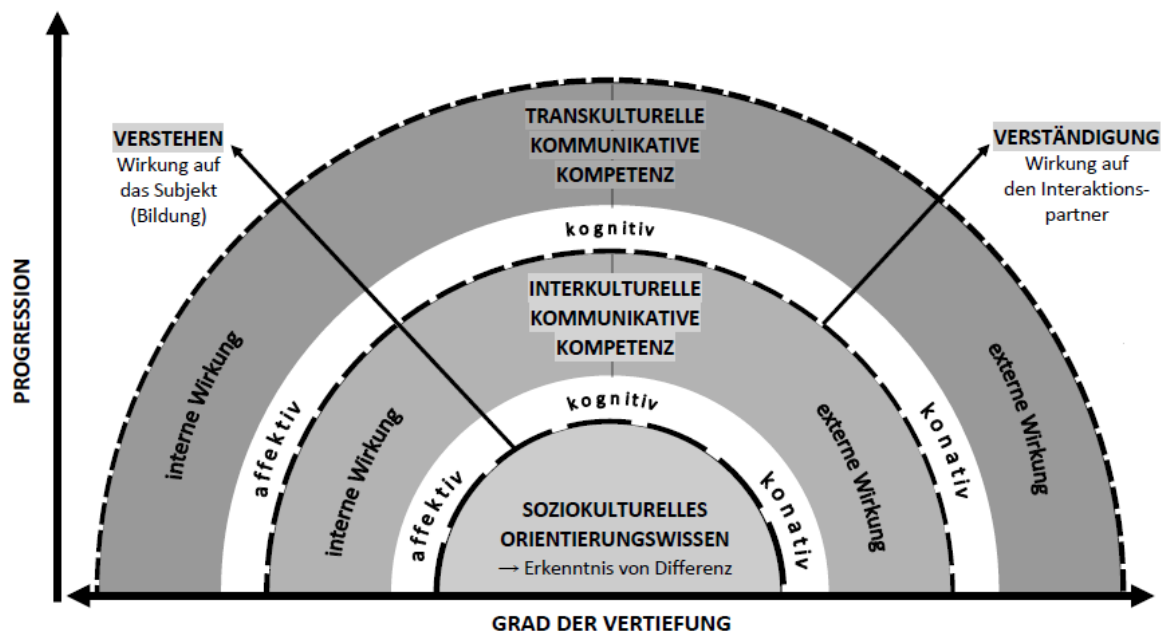 TRANSKULTURELLE
KOMMUNIKATIVE
KOMPETENZ
VERSTEHEN
Wirkung auf
das Subjekt
(Bildung)
VERSTÄNDIGUNG
Wirkung auf
den Interaktions-
partner
kognitiv
INTERKULTURELLE
KOMMUNIKATIVE
KOMPETENZ
PROGRESSION
interne Wirkung
affektiv
interne Wirkung
affektiv
kognitiv
konativ
externe Wirkung
konativ
externe Wirkung
SOZIOKULTURELLES
ORIENTIERUNGSWISSEN
→ Erkenntnis von Differenz
GRAD DER VERTIEFUNG